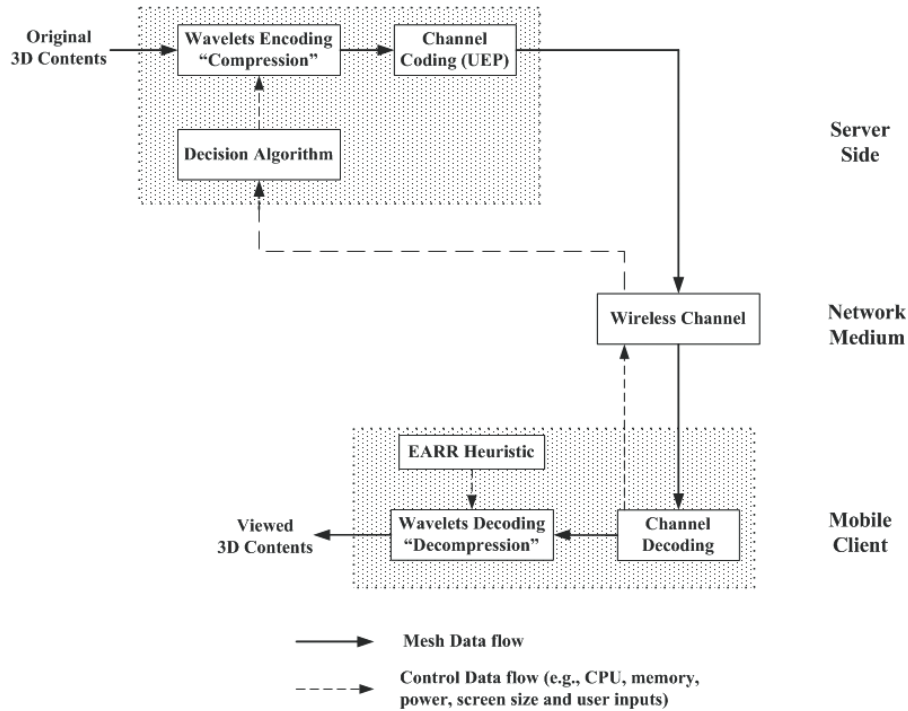 Original
3D Contents
Wavelets Encoding
“Compression”
Channel
Coding (UEP)
Decision Algorithm
Server
Side
Wireless Channel
Network
Medium
EARR Heuristic
Wavelets Decoding
“Decompression”
Channel
Decoding
Viewed
3D Contents
Mobile
Client
Mesh Data flow
Control Data flow (e.g., CPU, memory,
power, screen size and user inputs)